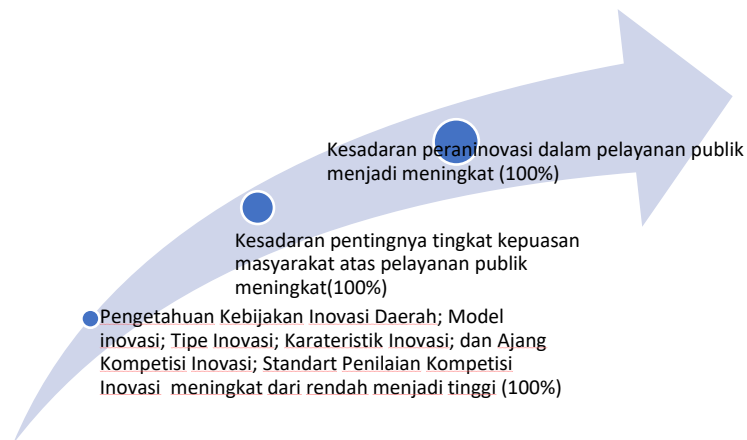 Kesadaran peraninovasi dalam pelayanan publik
menjadi meningkat (100%)
Kesadaran pentingnya tingkat kepuasan
masyarakat atas pelayanan publik
meningkat(100%)
Pengetahuan Kebijakan Inovasi Daerah; Model
inovasi; Tipe Inovasi; Karateristik Inovasi; dan Ajang
Kompetisi Inovasi; Standart Penilaian Kompetisi
Inovasi meningkat dari rendah menjadi tinggi (100%)